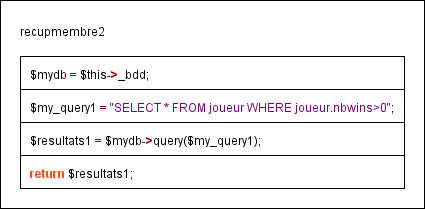 recupmembre2
$mydb = $this->_bdd;
$my_query1 = "SELECT * FROM joueur WHERE joueur.nbwins>0";
$resultats1 = $mydb->query($my_query1);
return $resultats1;